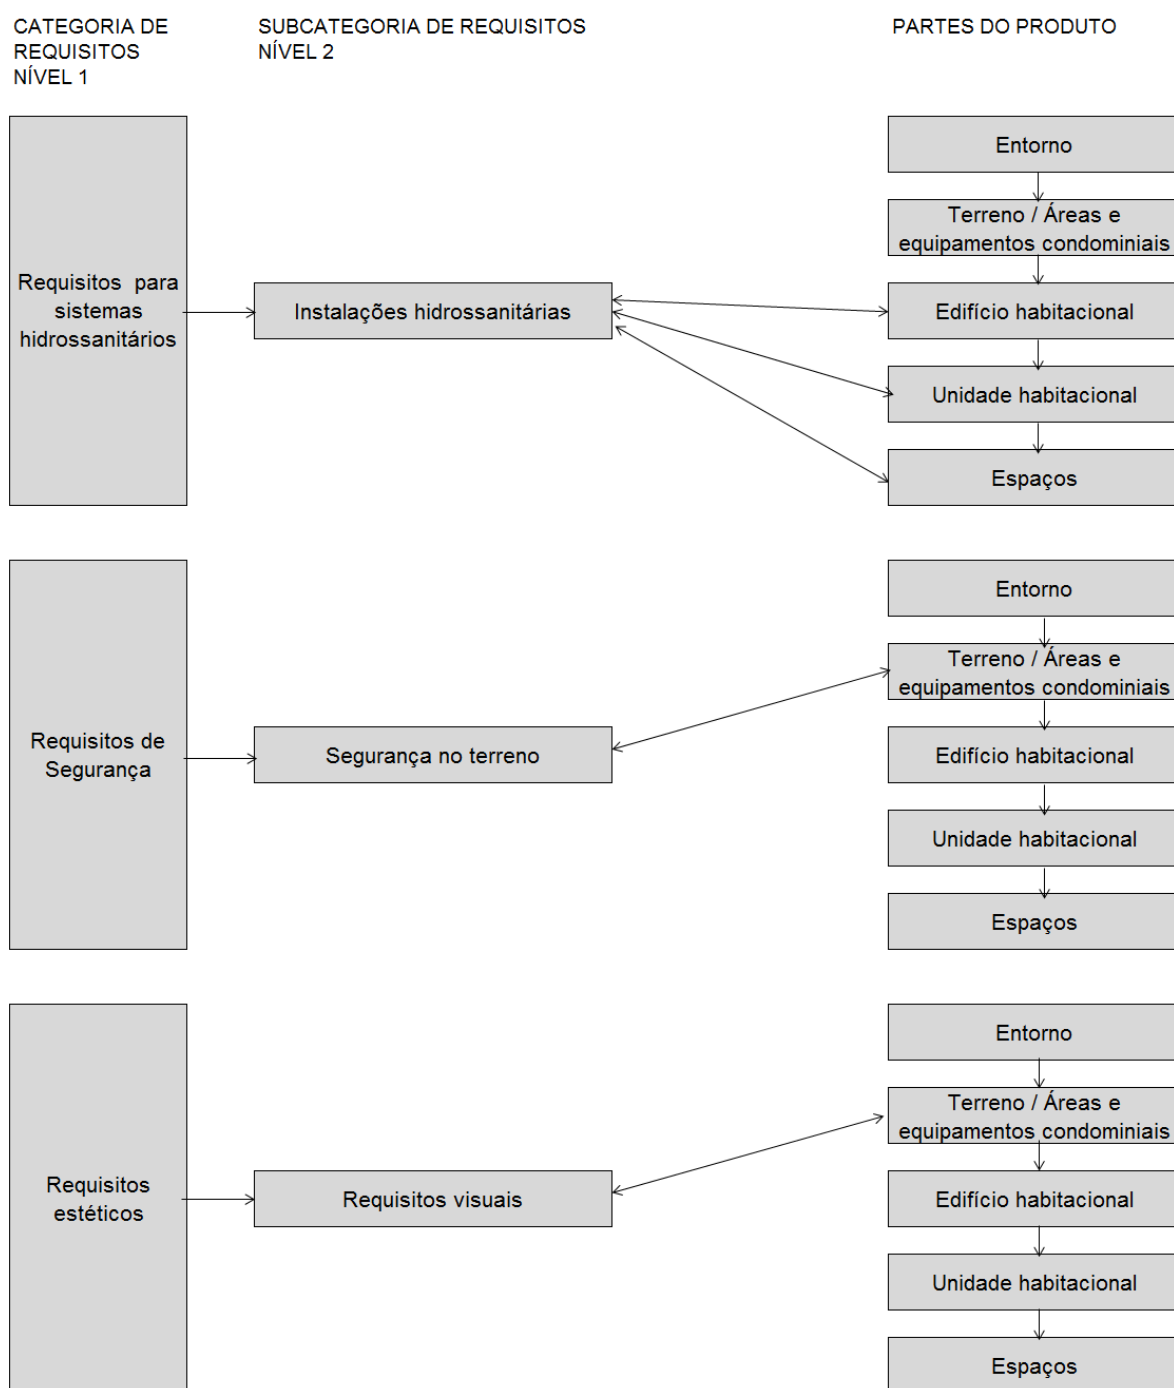 CATEGORIA DE
REQUISITOS
NÍVEL 1
SUBCATEGORIA DE REQUISITOS
NÍVEL 2
PARTES DO PRODUTO
Requisitos para
sistemas
hidrossanitários
Instalações hidrossanitárias
Entorno
Terreno / Áreas e
equipamentos condominiais
Edifício habitacional
Unidade habitacional
Espaços
Requisitos de
Segurança
Segurança no terreno
Entorno
Terreno / Áreas e
equipamentos condominiais
Edifício habitacional
Unidade habitacional
Espaços
Requisitos
estéticos
Requisitos visuais
Entorno
Terreno / Áreas e
equipamentos condominiais
Edifício habitacional
Unidade habitacional
Espaços